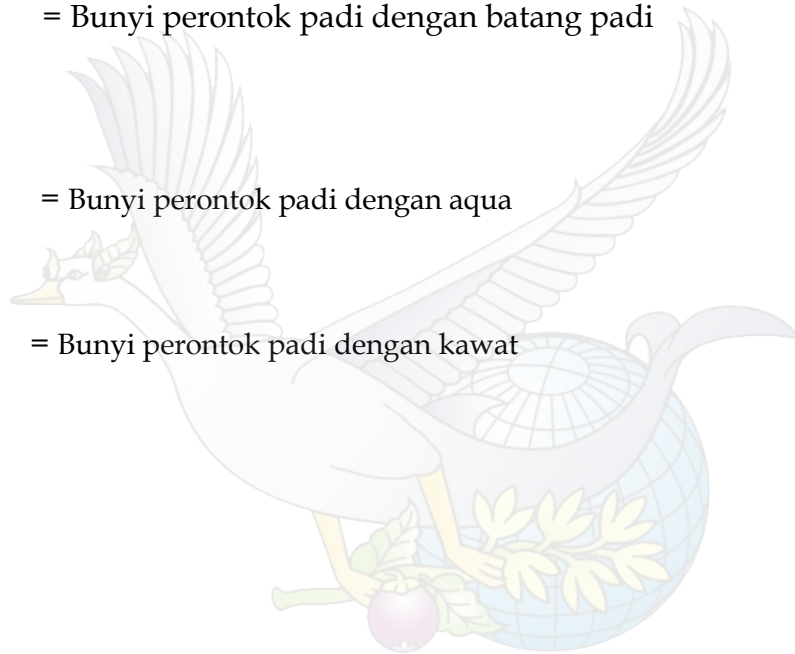 = Bunyi perontok padi dengan batang padi
= Bunyi perontok padi dengan aqua
= Bunyi perontok padi dengan kawat